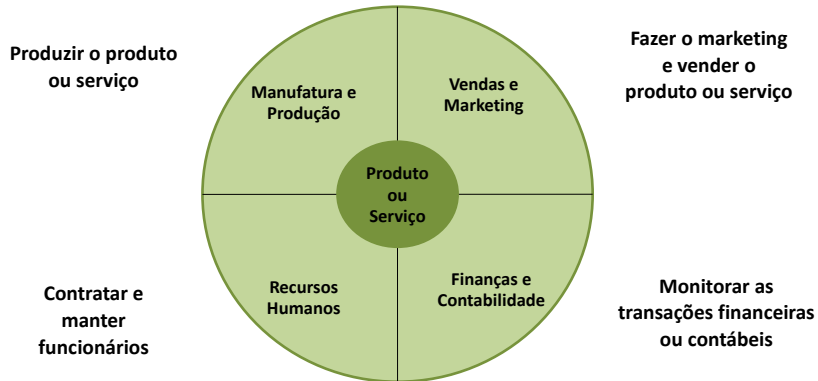 Produzir o produto
ou serviço
Manufatura e
Produção
Vendas e
Marketing
Fazer o marketing
e vender o
produto ou serviço
Produto
ou
Serviço
Contratar e
manter
funcionários
Recursos
Humanos
Finanças e
Contabilidade
Monitorar as
transações financeiras
ou contábeis